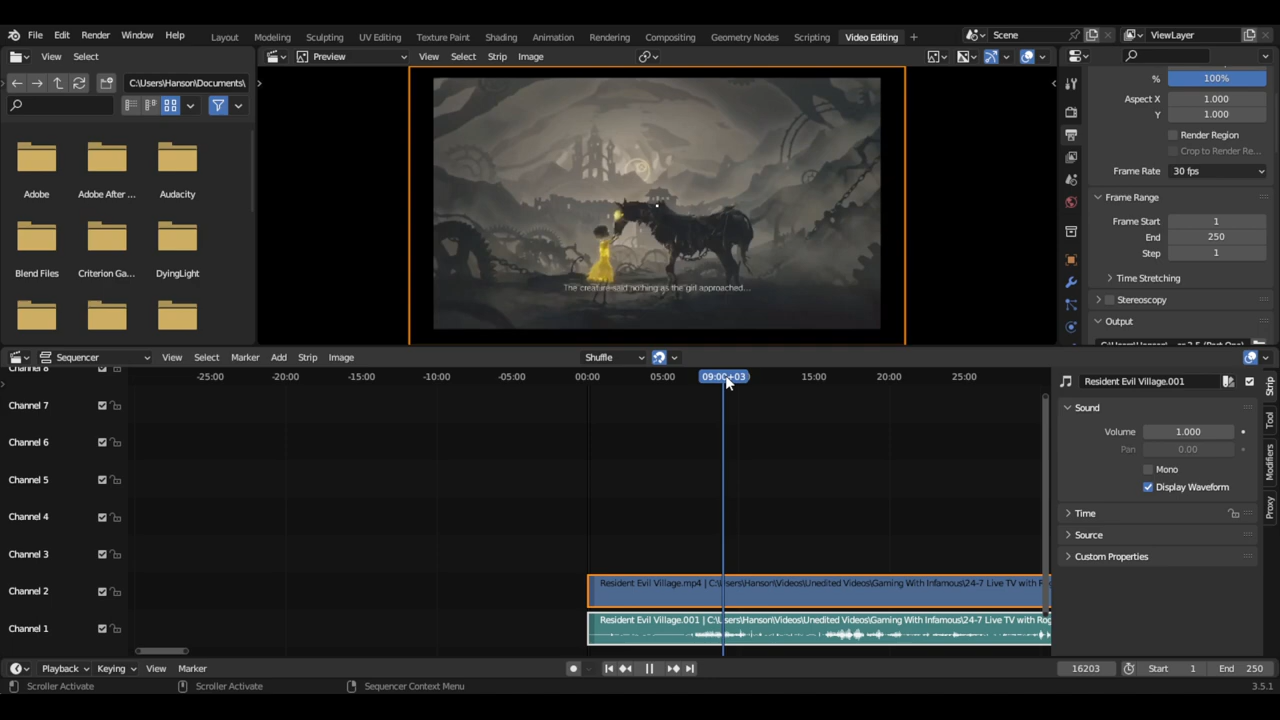 File Edit Render Window Help Layout Modeling Sculpting UV Editing Texture Paint Shading Animation Rendering Compositing Geometry Nodes Scripting Video Editing + Scene ViewLayer
View Select Preview View Select Strip Image
C:\Users\Hanson\Documents\
Adobe Adobe After ... Audacity
Blend Files Criterion Ga... DyingLight
The creature said nothing as the girl approached...
% 100%
Aspect X 1.000
Y 1.000
Render Region
Crop to Render Re...
Frame Rate 30 fps
Frame Range
Frame Start 1
End 250
Step 1
Time Stretching
Stereoscopy
Output
Sequencer View Select Marker Add Strip Image Shuffle
-25:00 -20:00 -15:00 -10:00 -05:00 00:00 05:00 09:00+03 15:00 20:00 25:00
Channel 8
Channel 7
Channel 6
Channel 5
Channel 4
Channel 3
Channel 2
Channel 1
Resident Evil Village.mp4 | C:\Users\Hanson\Videos\Unedited Videos\Gaming With Infamous\24-7 Live TV with R
Resident Evil Village.001 | C:\Users\Hanson\Videos\Unedited Videos\Gaming With Infamous\24-7 Live TV with Rog
Resident Evil Village.001
Sound
Volume 1.000
Pan 0.00
Mono
Display Waveform
Time
Source
Custom Properties
Strip
Tool
Modifiers
Proxy
Playback Keying View Marker 16203 Start 1 End 250
Scroller Activate Scroller Activate Sequencer Context Menu 3.5.1